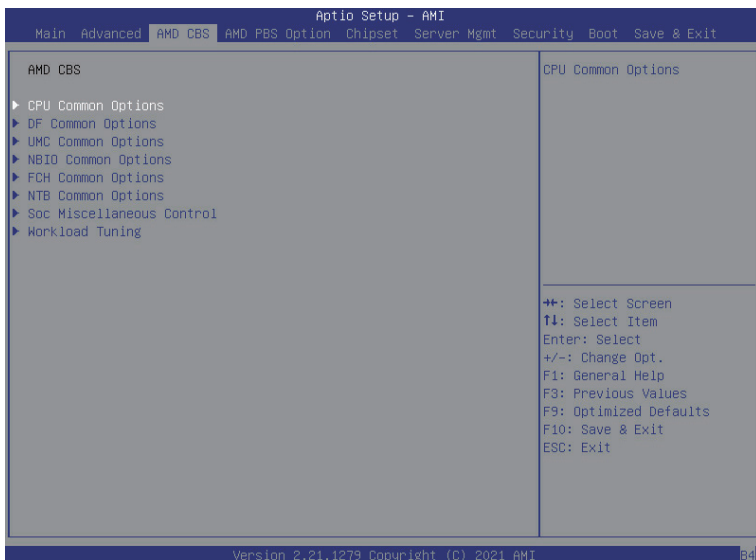 Aptio Setup - AMI
Main Advanced AMD CBS AMD PBS Option Chipset Server Mgmt Security Boot Save & Exit
AMD CBS
CPU Common Options
DF Common Options
UMC Common Options
NBIO Common Options
FCH Common Options
NTB Common Options
Soc Miscellaneous Control
Workload Tuning
CPU Common Options
→←: Select Screen
↑↓: Select Item
Enter: Select
+/-: Change Opt.
F1: General Help
F3: Previous Values
F9: Optimized Defaults
F10: Save & Exit
ESC: Exit
Version 2.21.1279 Copyright (C) 2021 AMI
B4